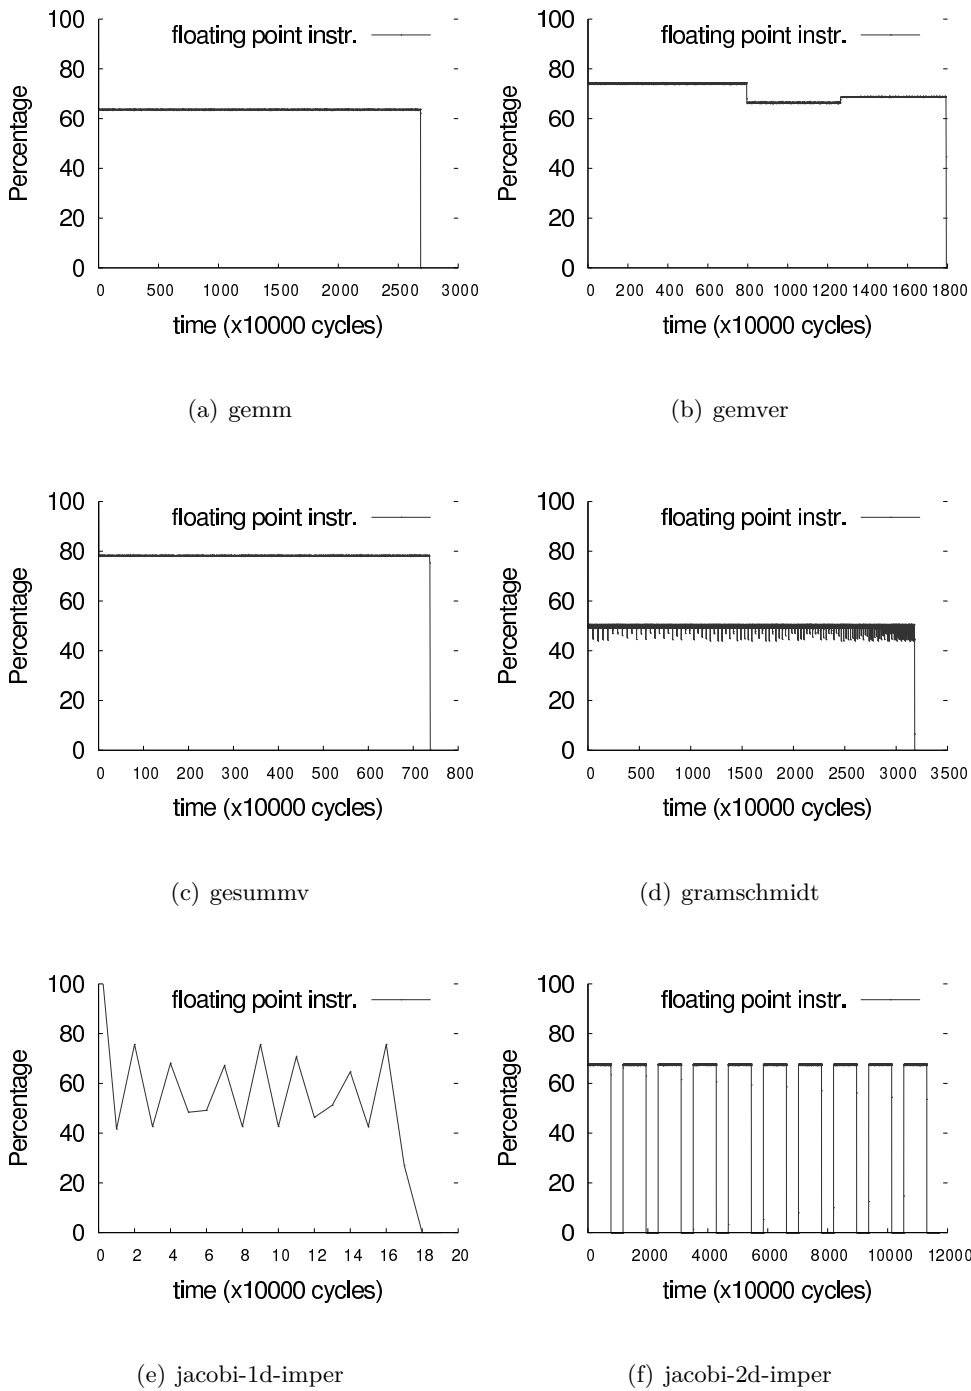 floating point instr.
Percentage
100
80
60
40
20
0
0 500 1000 1500 2000 2500 3000
time (x10000 cycles)
(a) gemm
floating point instr.
Percentage
100
80
60
40
20
0
0 200 400 600 800 1000 1200 1400 1600 1800
time (x10000 cycles)
(b) gemver
floating point instr.
Percentage
100
80
60
40
20
0
0 100 200 300 400 500 600 700 800
time (x10000 cycles)
(c) gesummv
floating point instr.
Percentage
100
80
60
40
20
0
0 500 1000 1500 2000 2500 3000 3500
time (x10000 cycles)
(d) gramschmidt
floating point instr.
Percentage
100
80
60
40
20
0
0 2 4 6 8 10 12 14 16 18 20
time (x10000 cycles)
(e) jacobi-1d-imper
floating point instr.
Percentage
100
80
60
40
20
0
0 2000 4000 6000 8000 10000 12000
time (x10000 cycles)
(f) jacobi-2d-imper